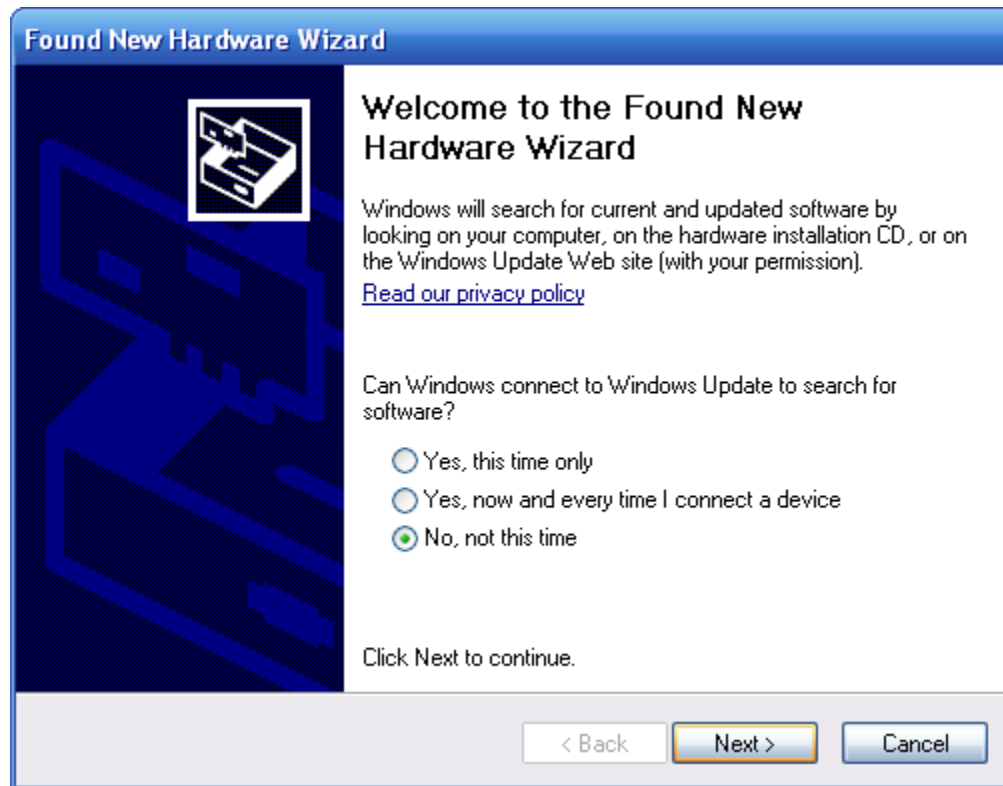 Found New Hardware Wizard
Welcome to the Found New
Hardware Wizard
Windows will search for current and updated software by
looking on your computer, on the hardware installation CD, or on
the Windows Update Web site (with your permission).
Read our privacy policy
Can Windows connect to Windows Update to search for
software?
Yes, this time only
Yes, now and every time I connect a device
No, not this time
Click Next to continue.
< Back
Next >
Cancel